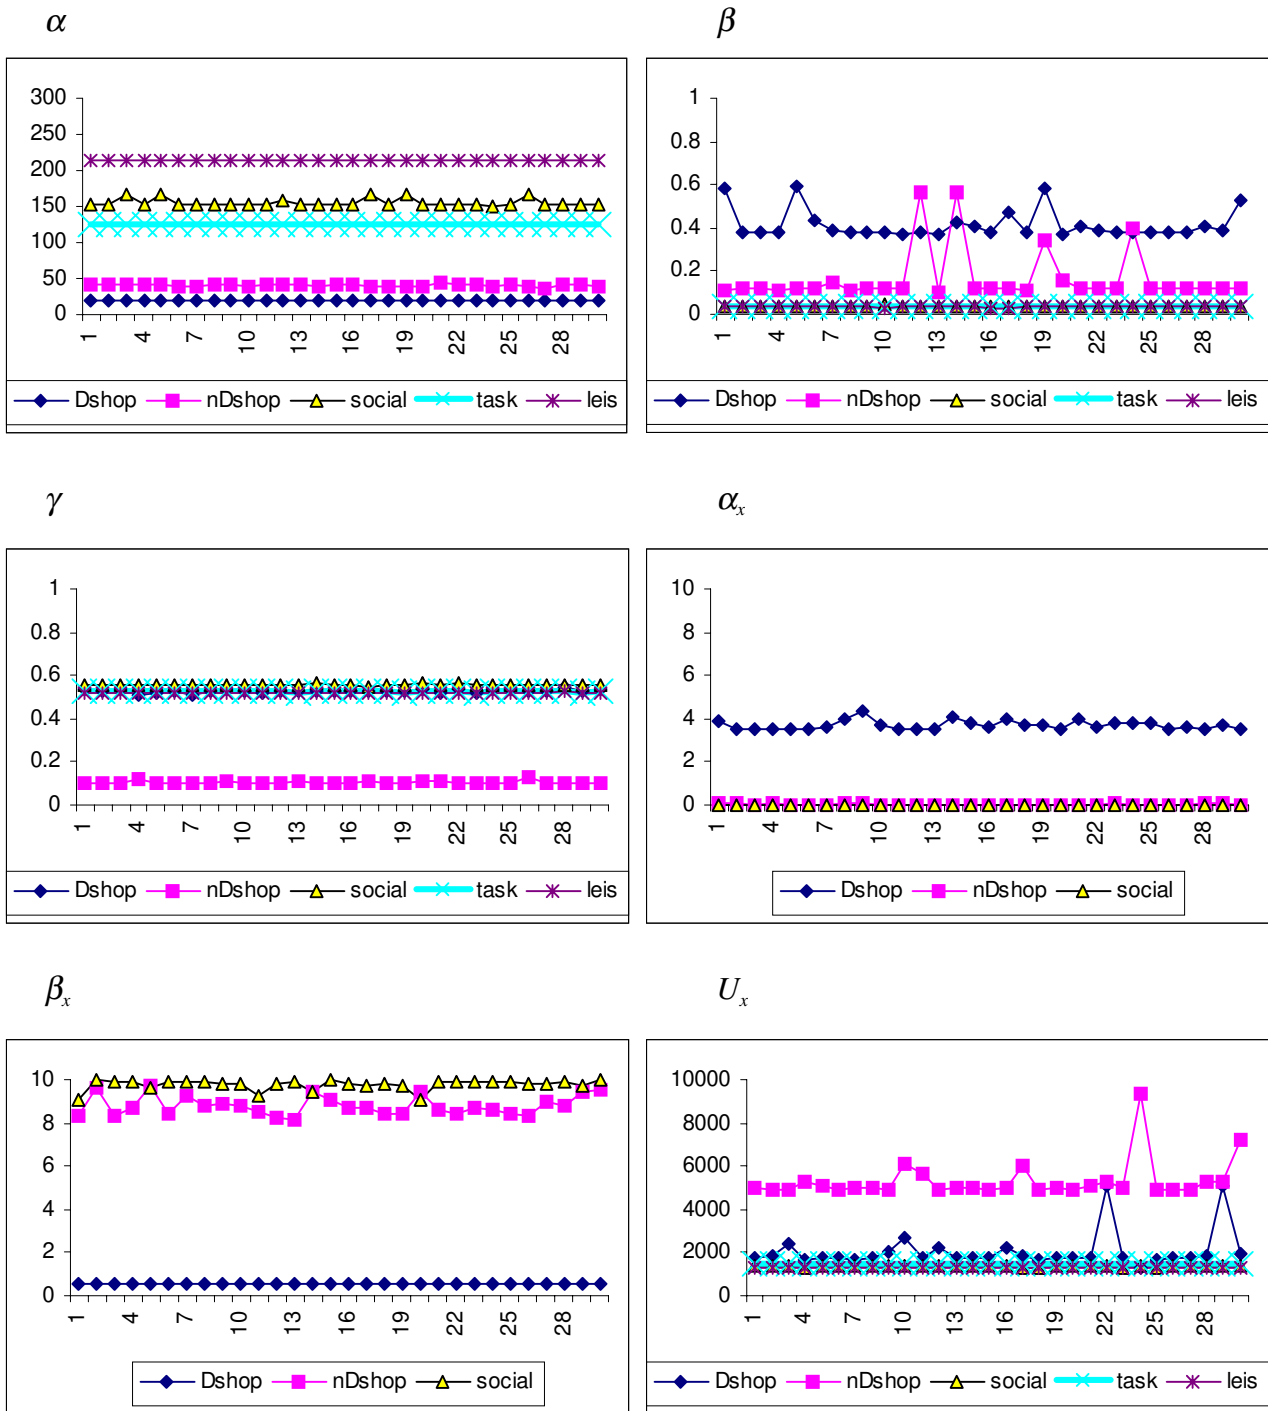 α
300
250
200
150
100
50
0
1 4 7 10 13 16 19 22 25 28
Dshop nDshop social task leis
β
1
0.8
0.6
0.4
0.2
0
1 4 7 10 13 16 19 22 25 28
Dshop nDshop social task leis
γ
1
0.8
0.6
0.4
0.2
0
1 4 7 10 13 16 19 22 25 28
Dshop nDshop social task leis
αx
10
8
6
4
2
0
1 4 7 10 13 16 19 22 25 28
Dshop nDshop social
βx
10
8
6
4
2
0
1 4 7 10 13 16 19 22 25 28
Dshop nDshop social
Ux
10000
8000
6000
4000
2000
0
1 4 7 10 13 16 19 22 25 28
Dshop nDshop social task leis